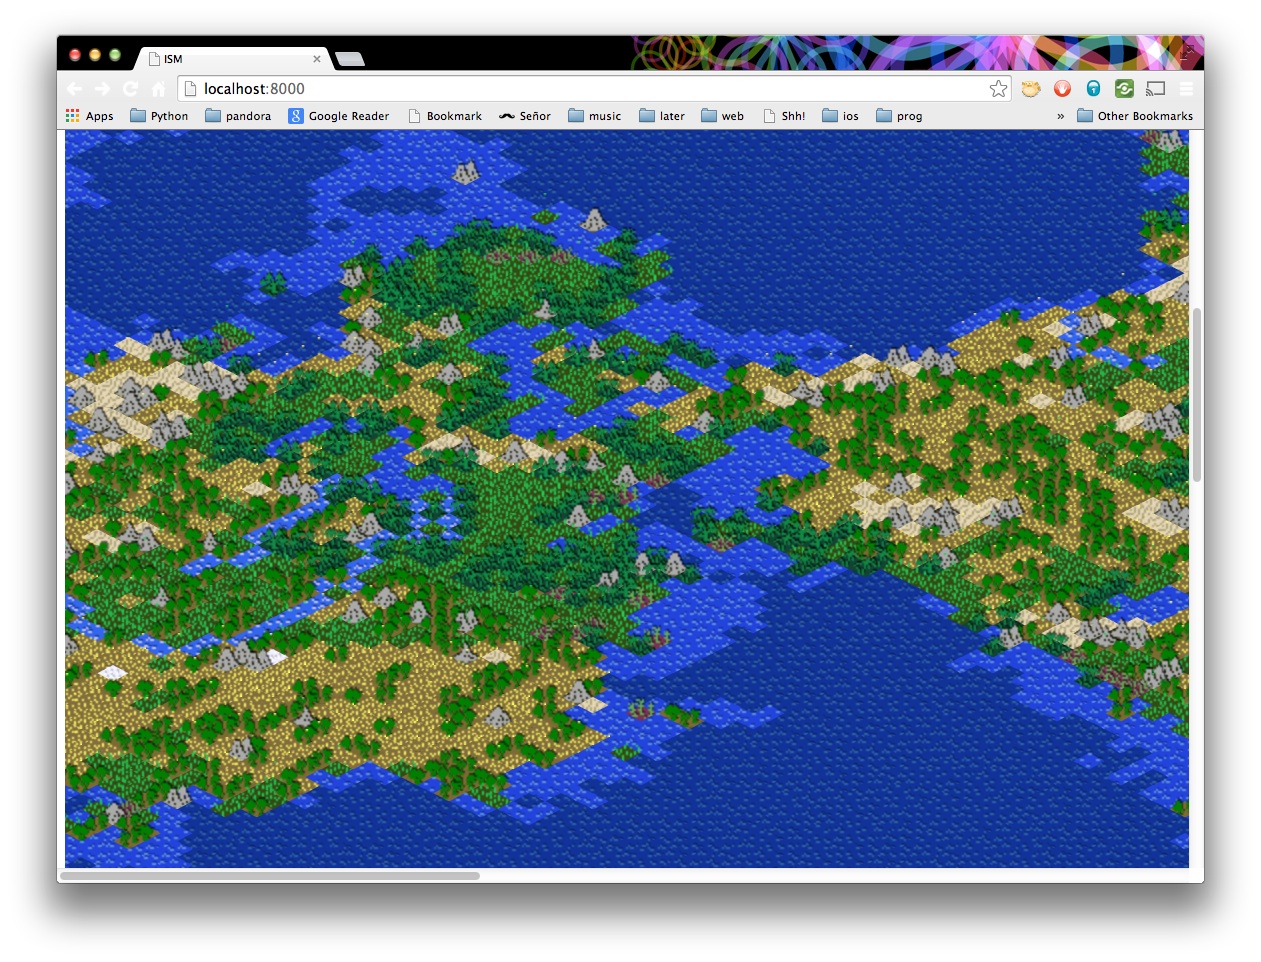 ISM
localhost:8000
Apps Python pandora Google Reader Bookmark Señor music later web Shh! ios prog » Other Bookmarks